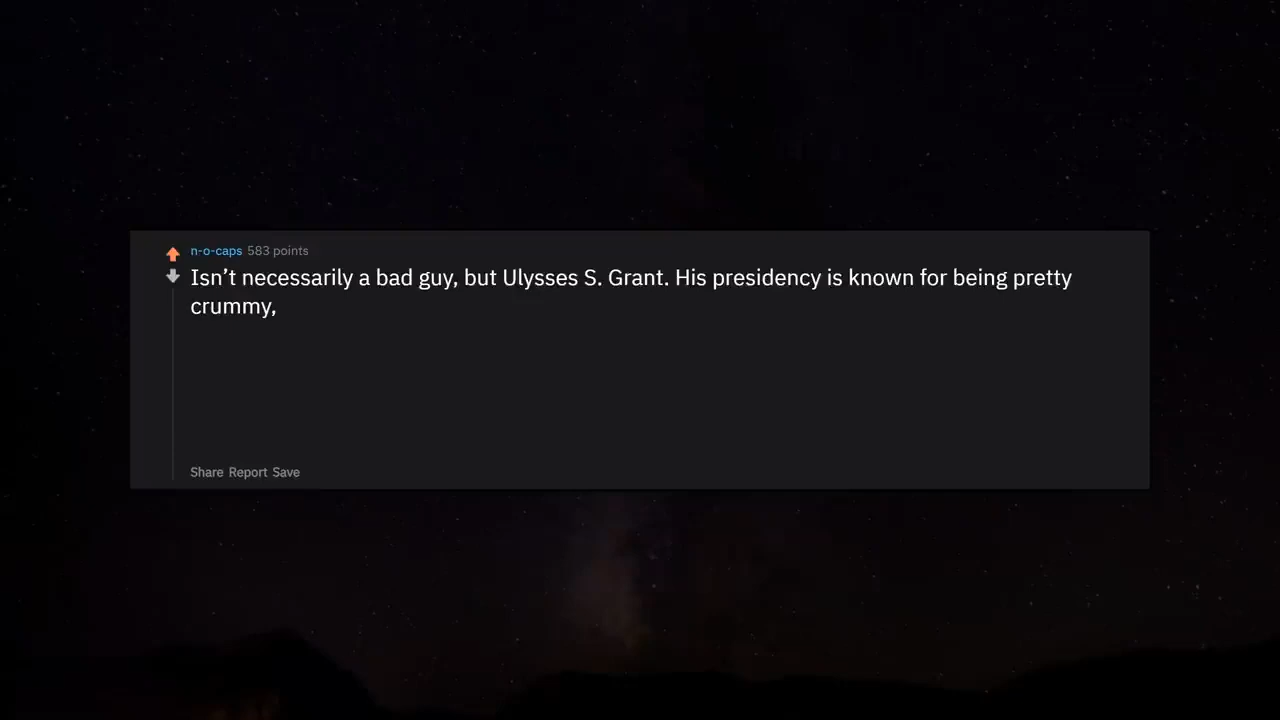 n-o-caps 583 points
Isn’t necessarily a bad guy, but Ulysses S. Grant. His presidency is known for being pretty
crummy,
Share Report Save